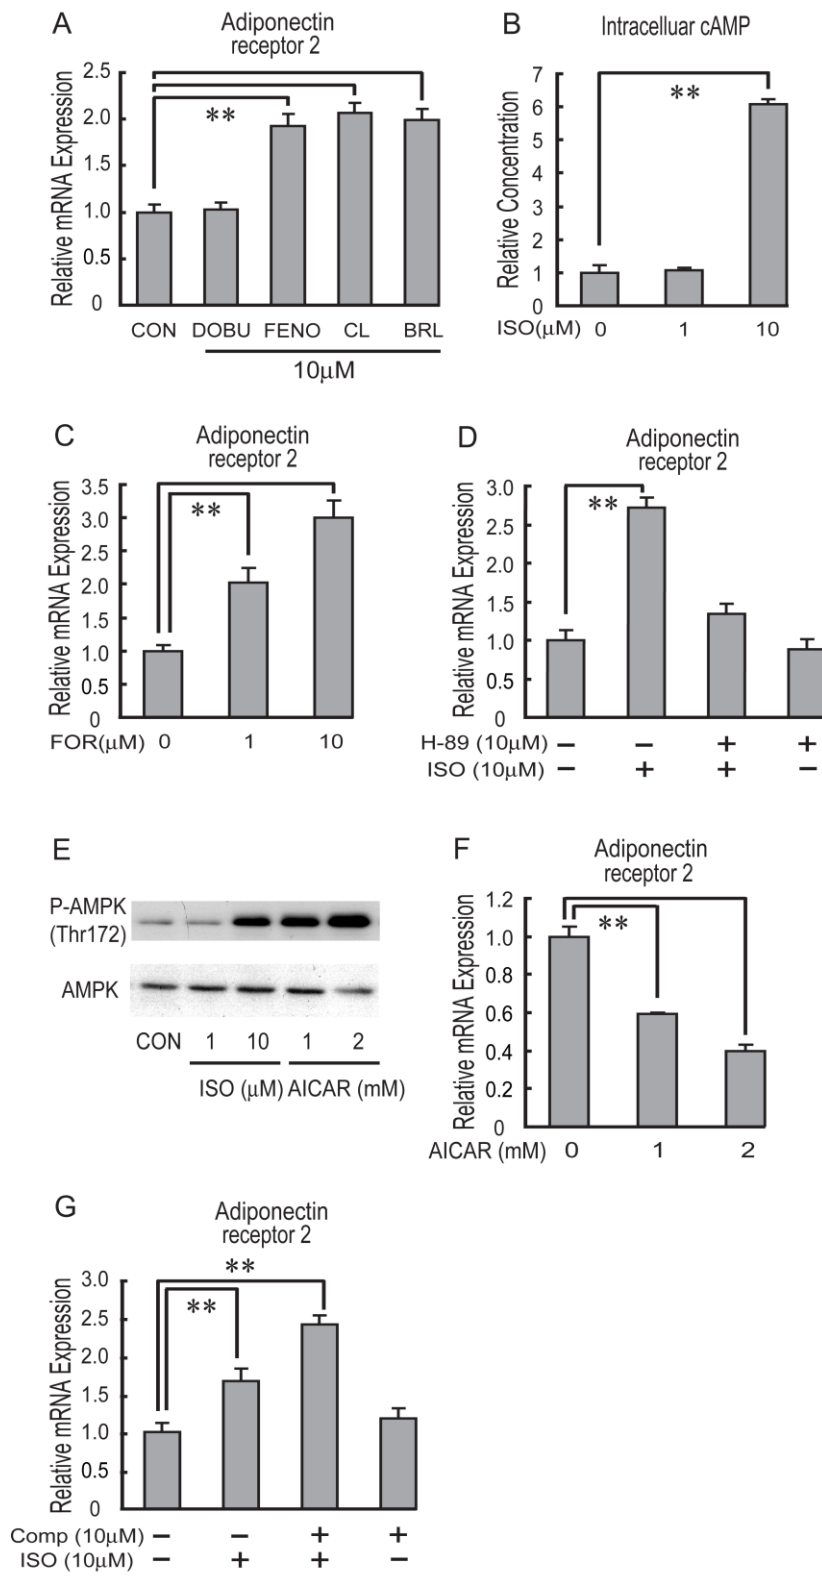 A
Adiponectin
receptor 2
Relative mRNA Expression
2.5
2.0
1.5
1.0
0.5
0
**
CON DOBU FENO CL BRL
10μM
B
Intracelluar cAMP
Relative Concentration
7
6
5
4
3
2
1
0
**
ISO(μM) 0 1 10
C
Adiponectin
receptor 2
Relative mRNA Expression
3.5
3.0
2.5
2.0
1.5
1.0
0.5
0
**
FOR(μM) 0 1 10
D
Adiponectin
receptor 2
Relative mRNA Expression
3.0
2.5
2.0
1.5
1.0
0.5
0
**
H-89 (10μM) − − + +
ISO (10μM) − + + −
E
P-AMPK
(Thr172)
AMPK
CON 1 10 1 2
ISO (μM) AICAR (mM)
F
Adiponectin
receptor 2
Relative mRNA Expression
1.2
1.0
0.8
0.6
0.4
0.2
0
**
AICAR (mM) 0 1 2
G
Adiponectin
receptor 2
Relative mRNA Expression
3.0
2.5
2.0
1.5
1.0
0.5
0
**
**
Comp (10μM) − − + +
ISO (10μM) − + + −